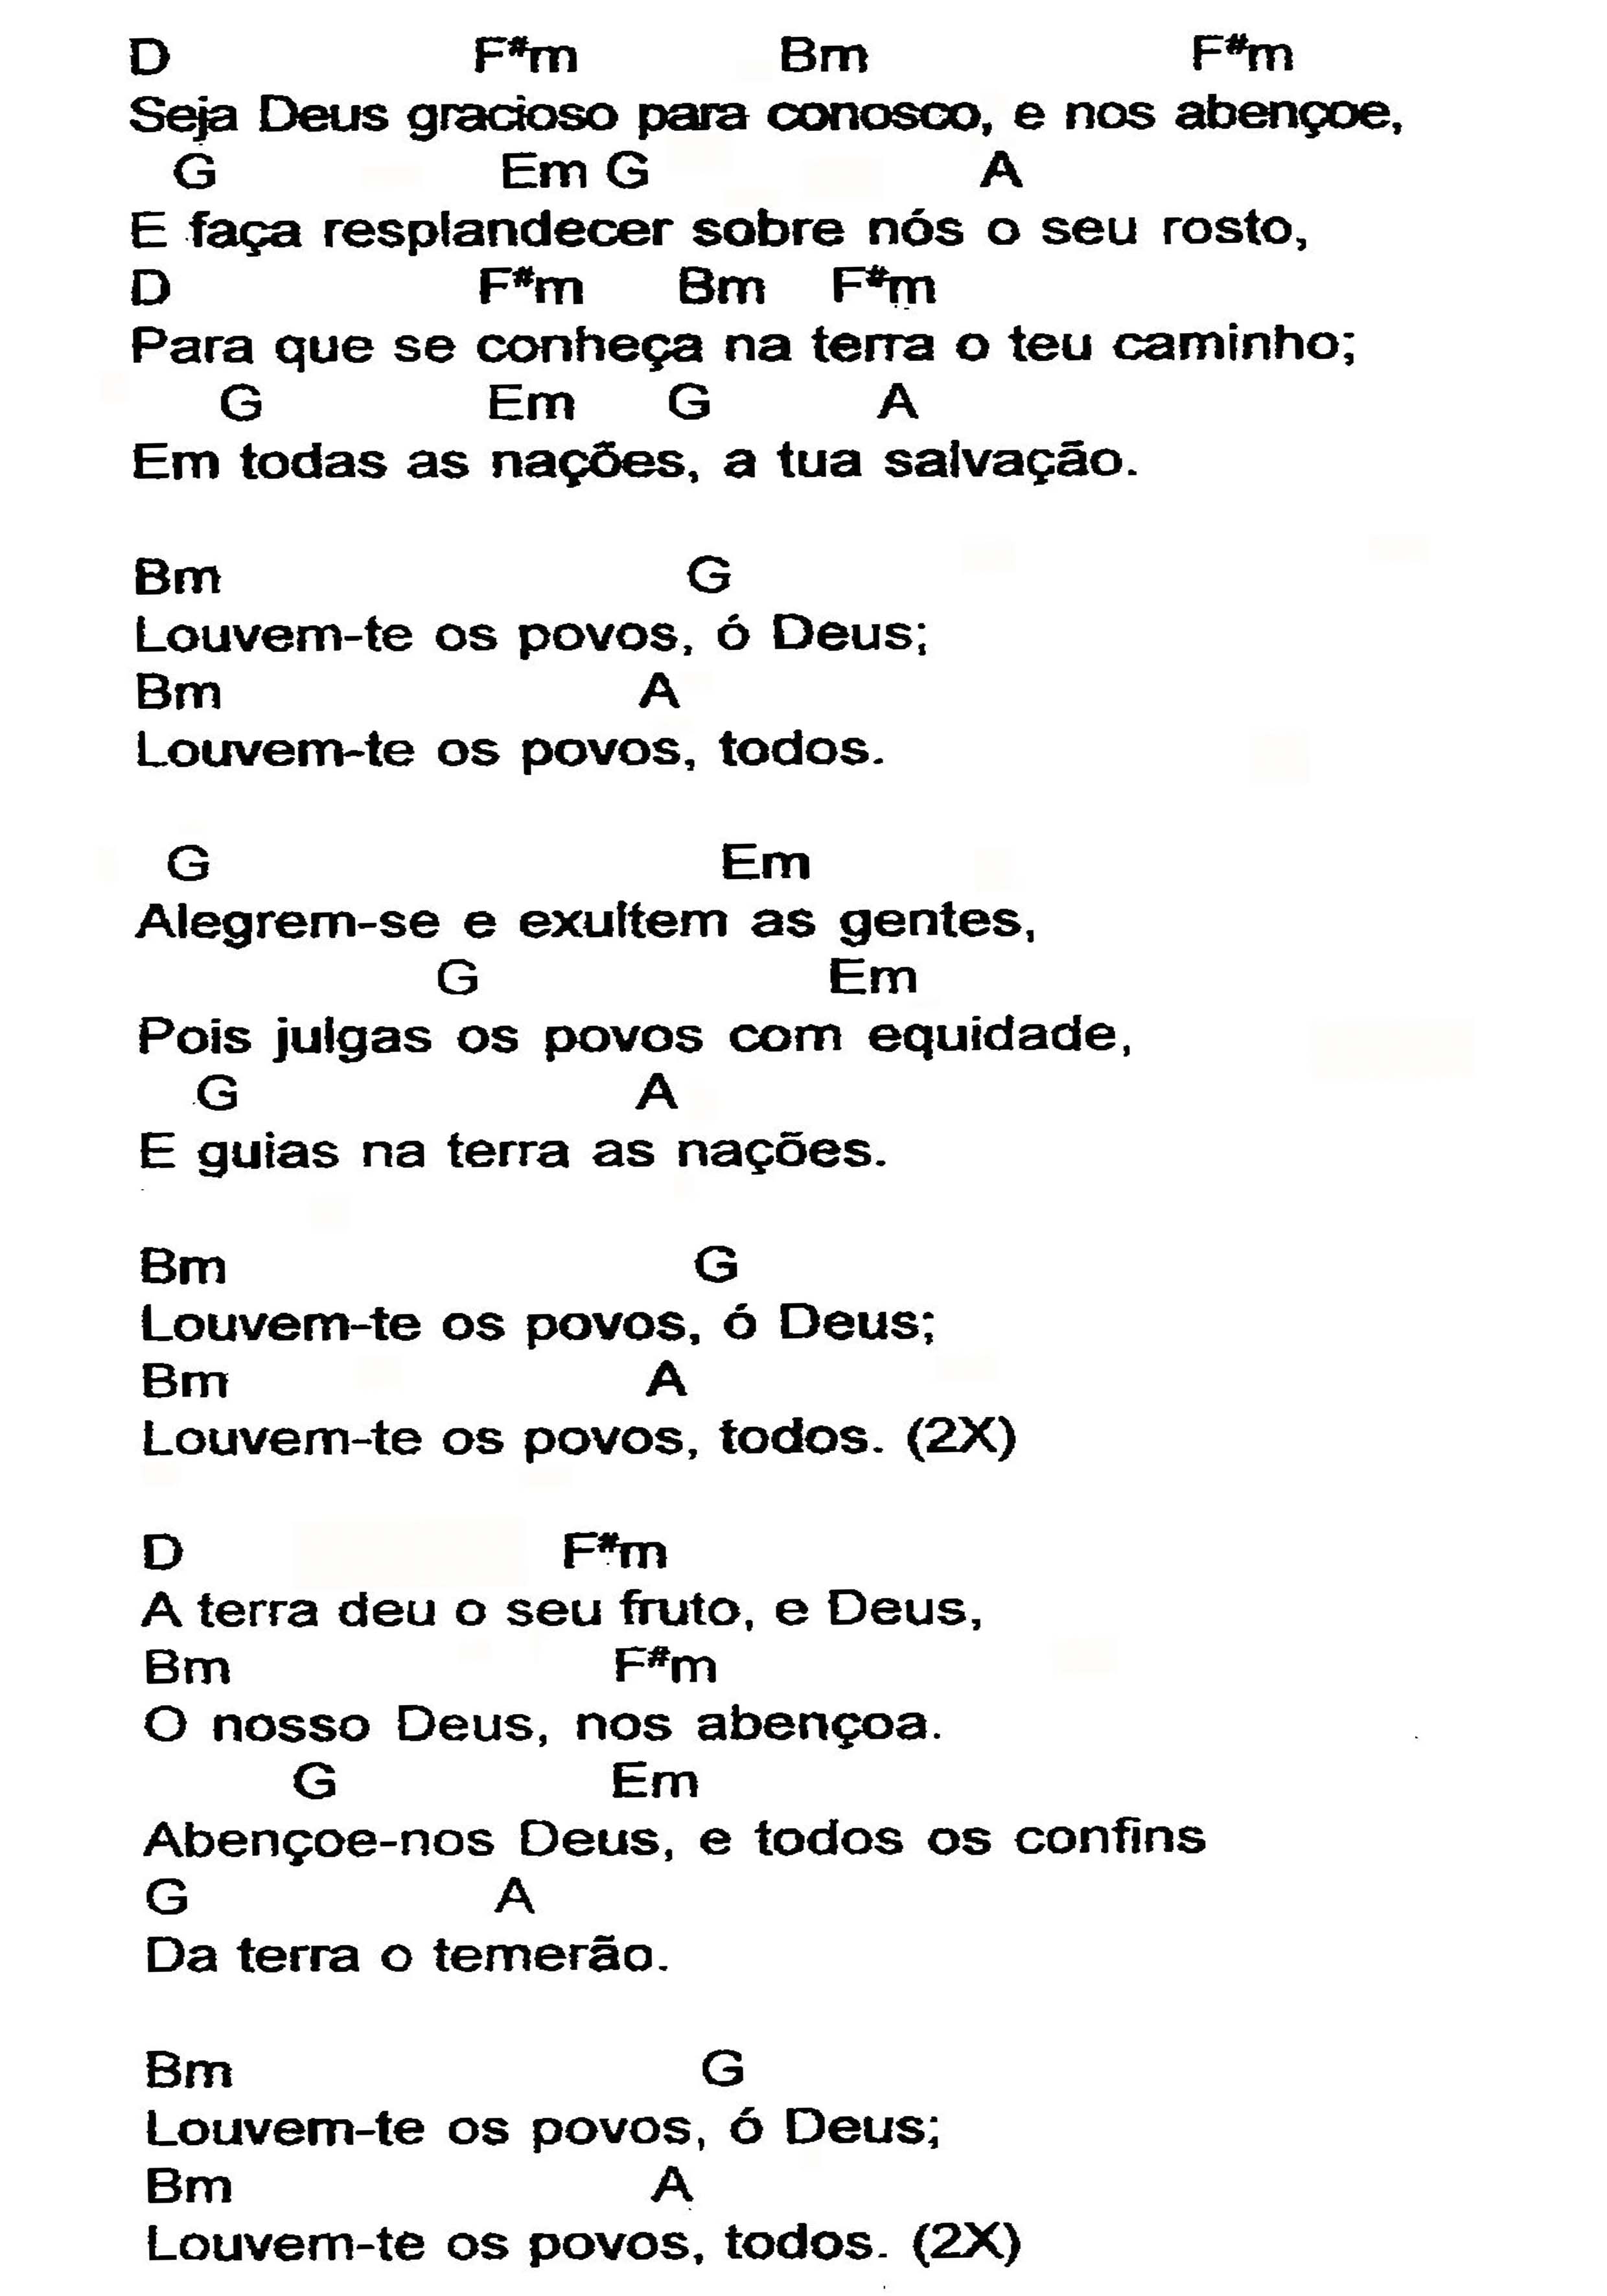 D F#m Bm F#m
Seja Deus gracioso para conosco, e nos abençoe,
G Em G A
E faça resplandecer sobre nós o seu rosto,
D F#m Bm F#m
Para que se conheça na terra o teu caminho;
G Em G A
Em todas as nações, a tua salvação.
Bm G
Louvem-te os povos, ó Deus;
Bm A
Louvem-te os povos, todos.
G Em
Alegrem-se e exultem as gentes,
G Em
Pois julgas os povos com equidade,
G A
E guias na terra as nações.
Bm G
Louvem-te os povos, ó Deus;
Bm A
Louvem-te os povos, todos. (2X)
D F#m
A terra deu o seu fruto, e Deus,
Bm F#m
O nosso Deus, nos abençoa.
G Em
Abençoe-nos Deus, e todos os confins
G A
Da terra o temerão.
Bm G
Louvem-te os povos, ó Deus;
Bm A
Louvem-te os povos, todos. (2X)